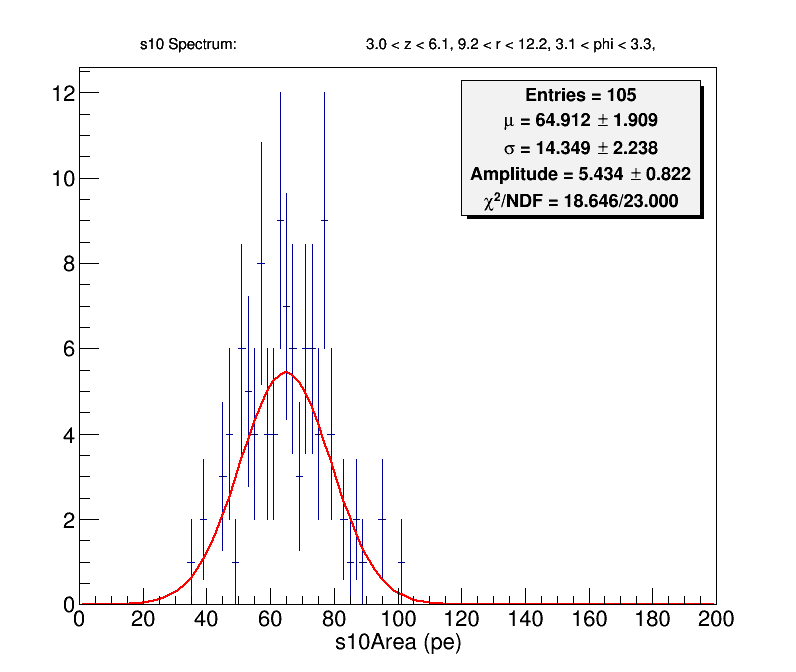 s10 Spectrum: 3.0 < z < 6.1, 9.2 < r < 12.2, 3.1 < phi < 3.3,
Entries = 105
μ = 64.912 ± 1.909
σ = 14.349 ± 2.238
Amplitude = 5.434 ± 0.822
χ²/NDF = 18.646/23.000
12
10
8
6
4
2
0
0 20 40 60 80 100 120 140 160 180 200
s10Area (pe)